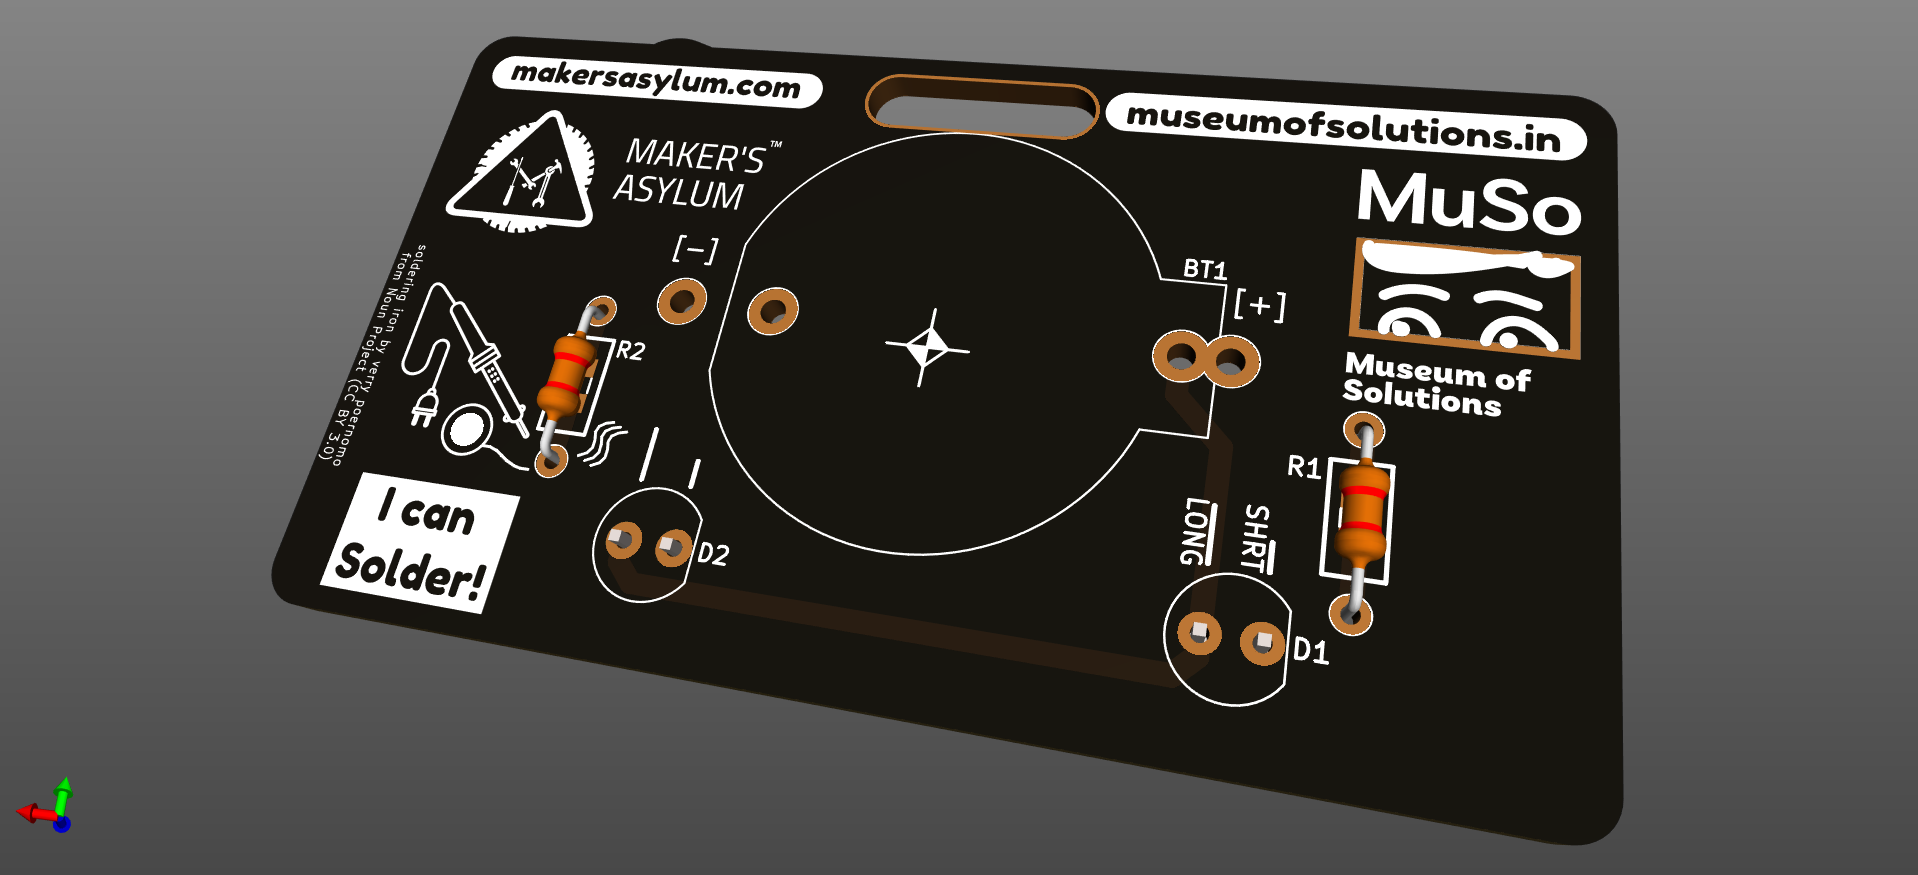 makersasylum.com
museumofsolutions.in
MAKER'S™
ASYLUM
MuSo
[-]
BT1
[+]
soldering iron by verry poernomo
from Noun Project (CC BY 3.0)
R2
Museum of
Solutions
R1
I can
Solder!
LONG
SHRT
D2
D1